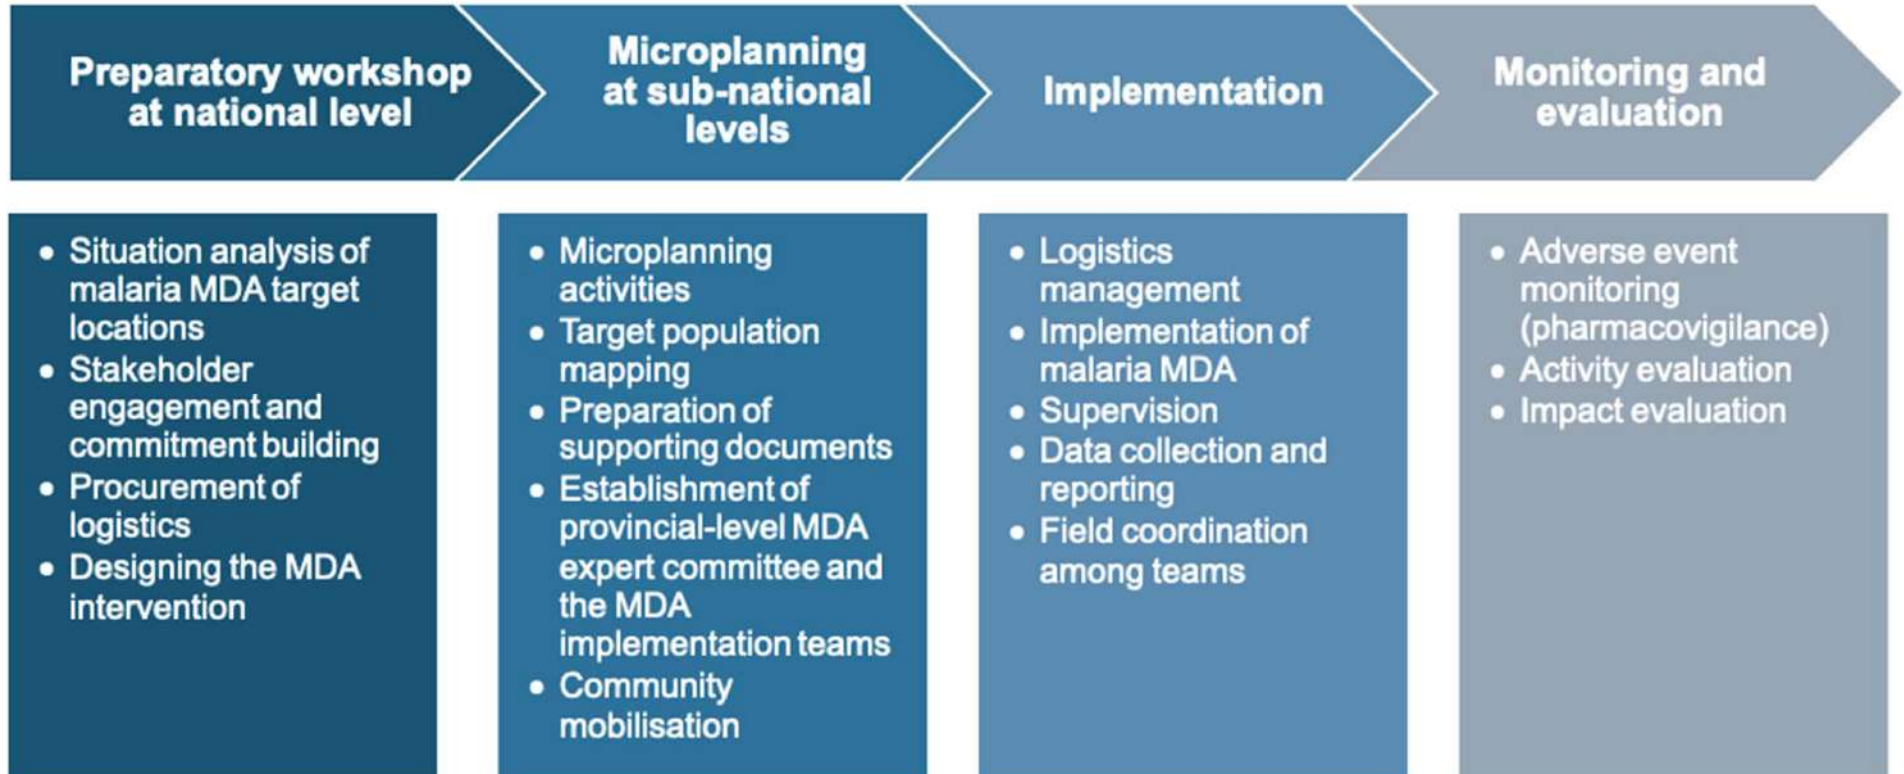 Preparatory workshop
at national level
Microplanning
at sub-national
levels
Implementation
Monitoring and
evaluation
• Situation analysis of
malaria MDA target
locations
• Stakeholder
engagement and
commitment building
• Procurement of
logistics
• Designing the MDA
intervention
• Microplanning
activities
• Target population
mapping
• Preparation of
supporting documents
• Establishment of
provincial-level MDA
expert committee and
the MDA
implementation teams
• Community
mobilisation
• Logistics
management
• Implementation of
malaria MDA
• Supervision
• Data collection and
reporting
• Field coordination
among teams
• Adverse event
monitoring
(pharmacovigilance)
• Activity evaluation
• Impact evaluation